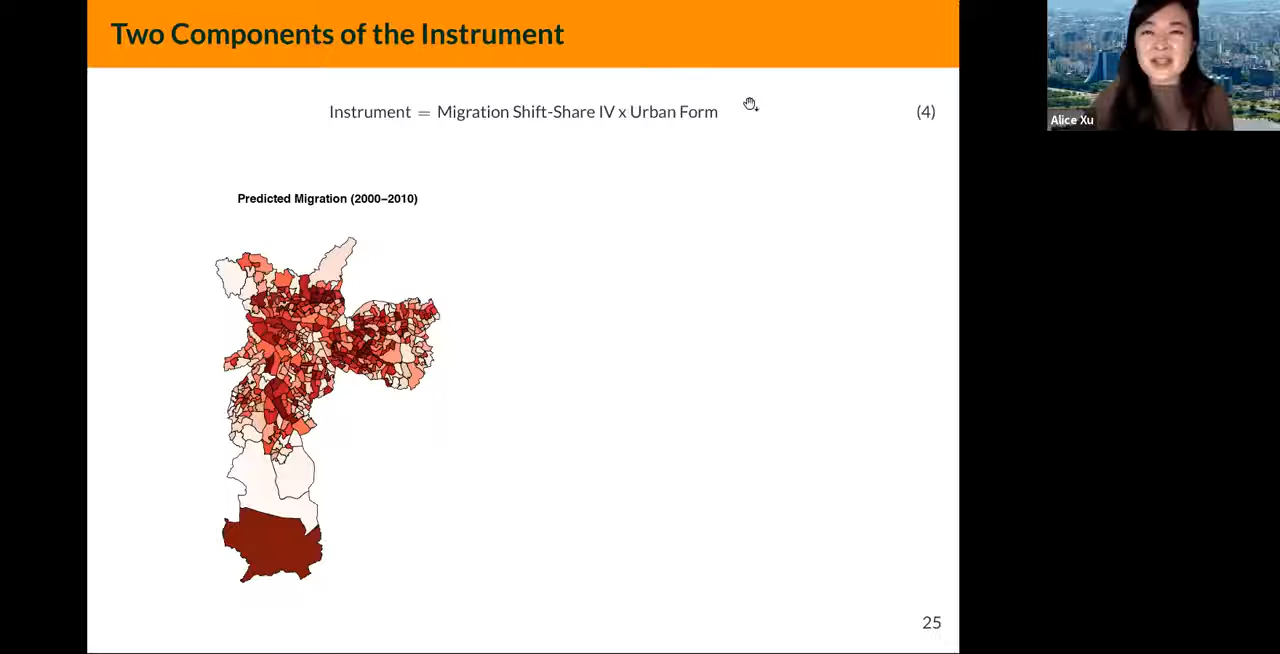 Two Components of the Instrument
Instrument = Migration Shift-Share IV x Urban Form (4)
Alice Xu
Predicted Migration (2000–2010)
25